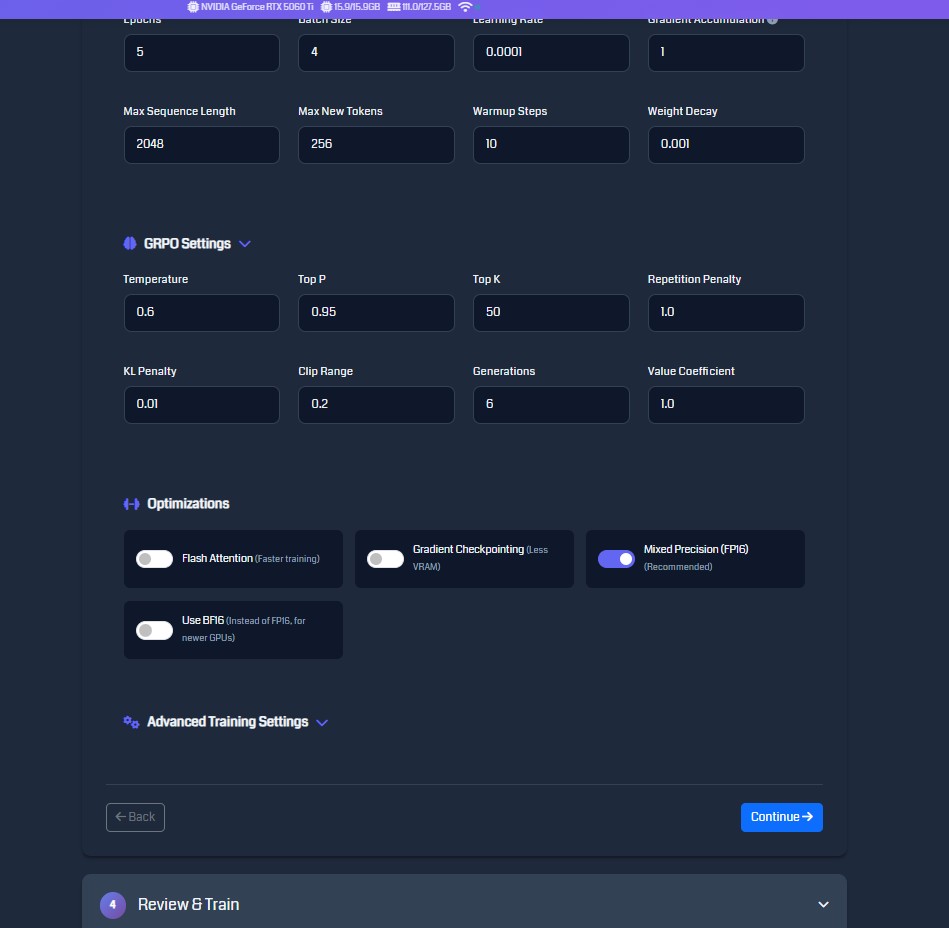 NVIDIA GeForce RTX 5060 Ti 15.9/15.9GB 111.0/127.5GB
Epochs Batch Size Learning Rate Gradient Accumulation
5 4 0.0001 1
Max Sequence Length Max New Tokens Warmup Steps Weight Decay
2048 256 10 0.001
GRPO Settings
Temperature Top P Top K Repetition Penalty
0.6 0.95 50 1.0
KL Penalty Clip Range Generations Value Coefficient
0.01 0.2 6 1.0
Optimizations
Flash Attention (Faster training)
Gradient Checkpointing (Less
VRAM)
Mixed Precision (FP16)
(Recommended)
Use BF16 (Instead of FP16, for
newer GPUs)
Advanced Training Settings
Back
Continue
4 Review & Train